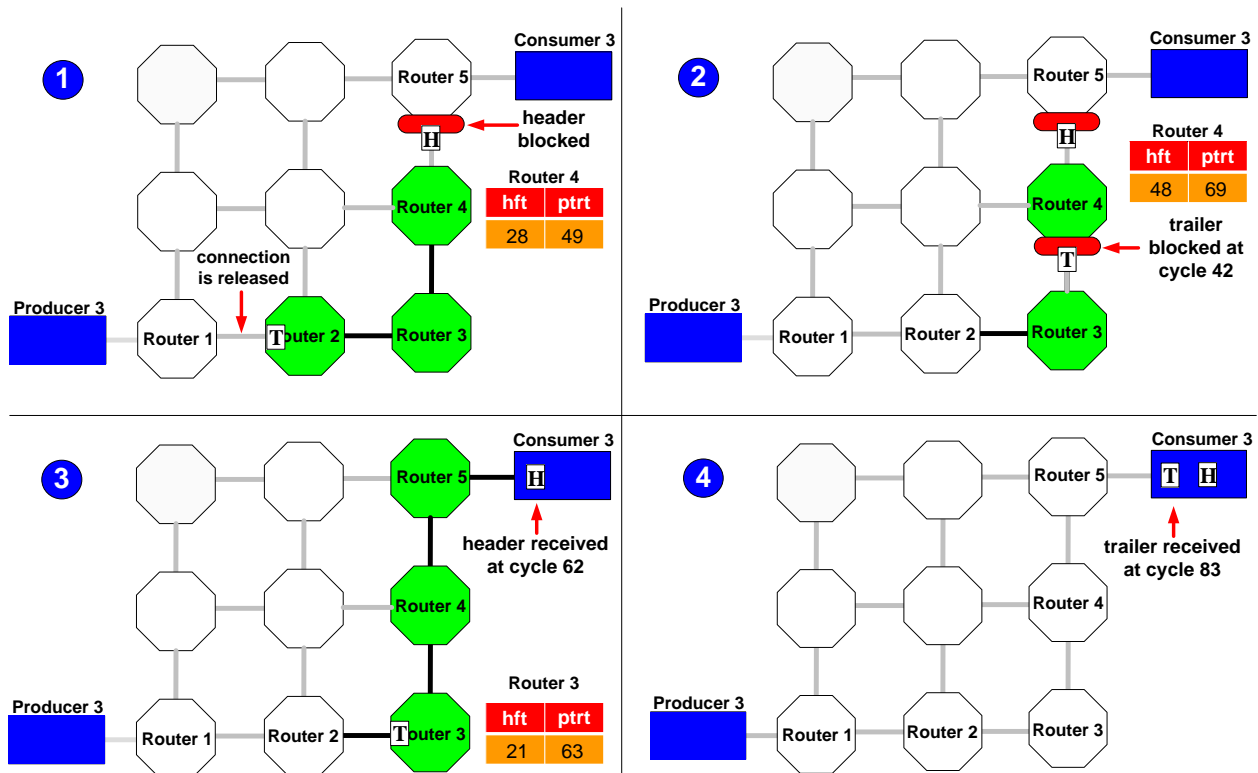 1
Consumer 3
Router 5
header
blocked
H
Router 4
Router 4
hft ptrt
28 49
connection
is released
Producer 3
Router 1
T
outer 2
Router 3
2
Consumer 3
Router 5
H
Router 4
hft ptrt
48 69
Router 4
trailer
blocked at
cycle 42
T
Producer 3
Router 1
Router 2
Router 3
3
Consumer 3
Router 5
H
header received
at cycle 62
Router 4
Router 3
hft ptrt
21 63
Producer 3
Router 1
Router 2
T
outer 3
4
Consumer 3
Router 5
T H
trailer received
at cycle 83
Router 4
Producer 3
Router 1
Router 2
Router 3